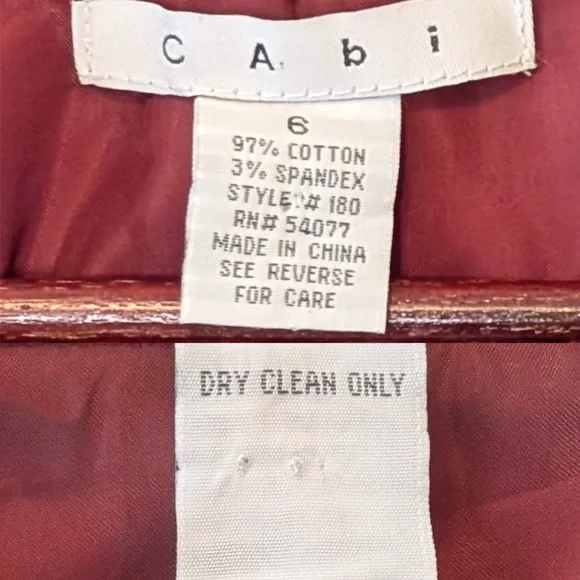 CAbi
6
97% COTTON
3% SPANDEX
STYLE:# 180
RN# 54077
MADE IN CHINA
SEE REVERSE
FOR CARE
DRY CLEAN ONLY